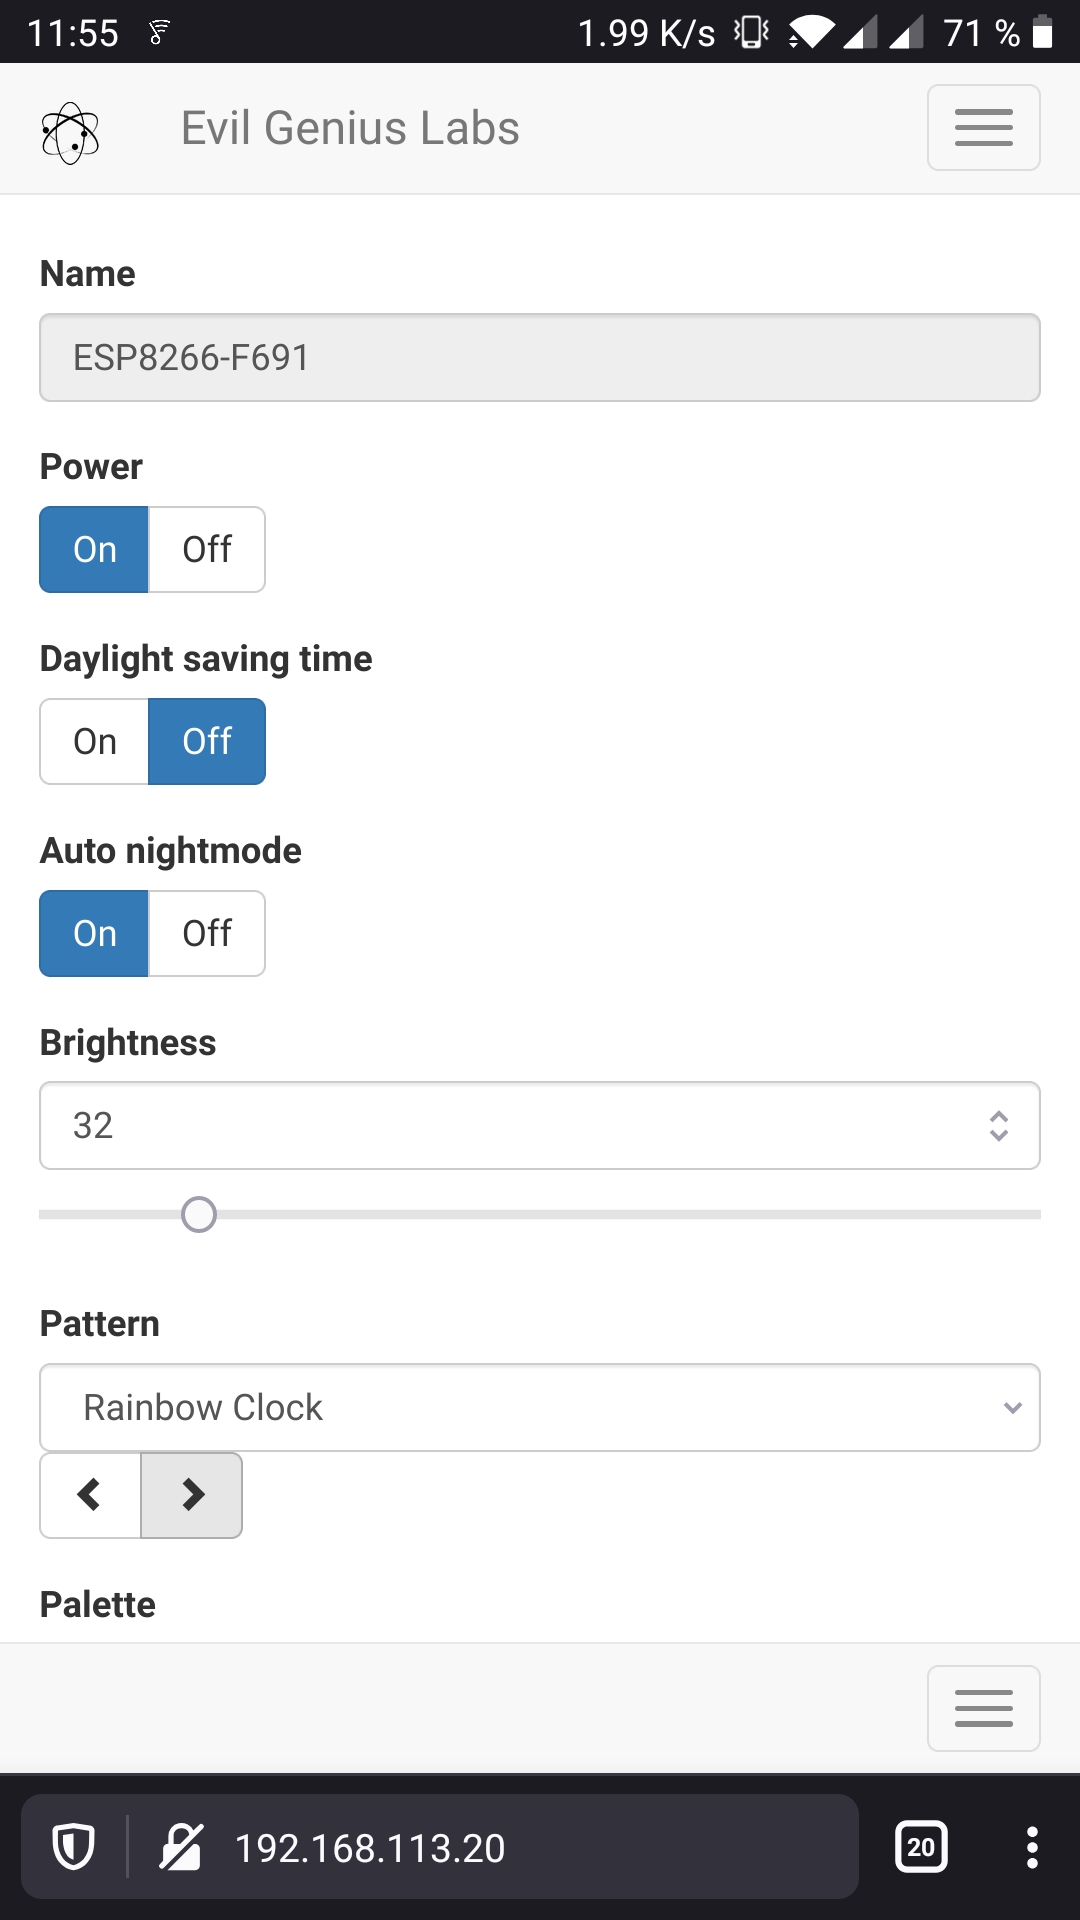 11:55 1.99 K/s 71 %
Evil Genius Labs
Name
ESP8266-F691
Power
On Off
Daylight saving time
On Off
Auto nightmode
On Off
Brightness
32
Pattern
Rainbow Clock
Palette
192.168.113.20 20